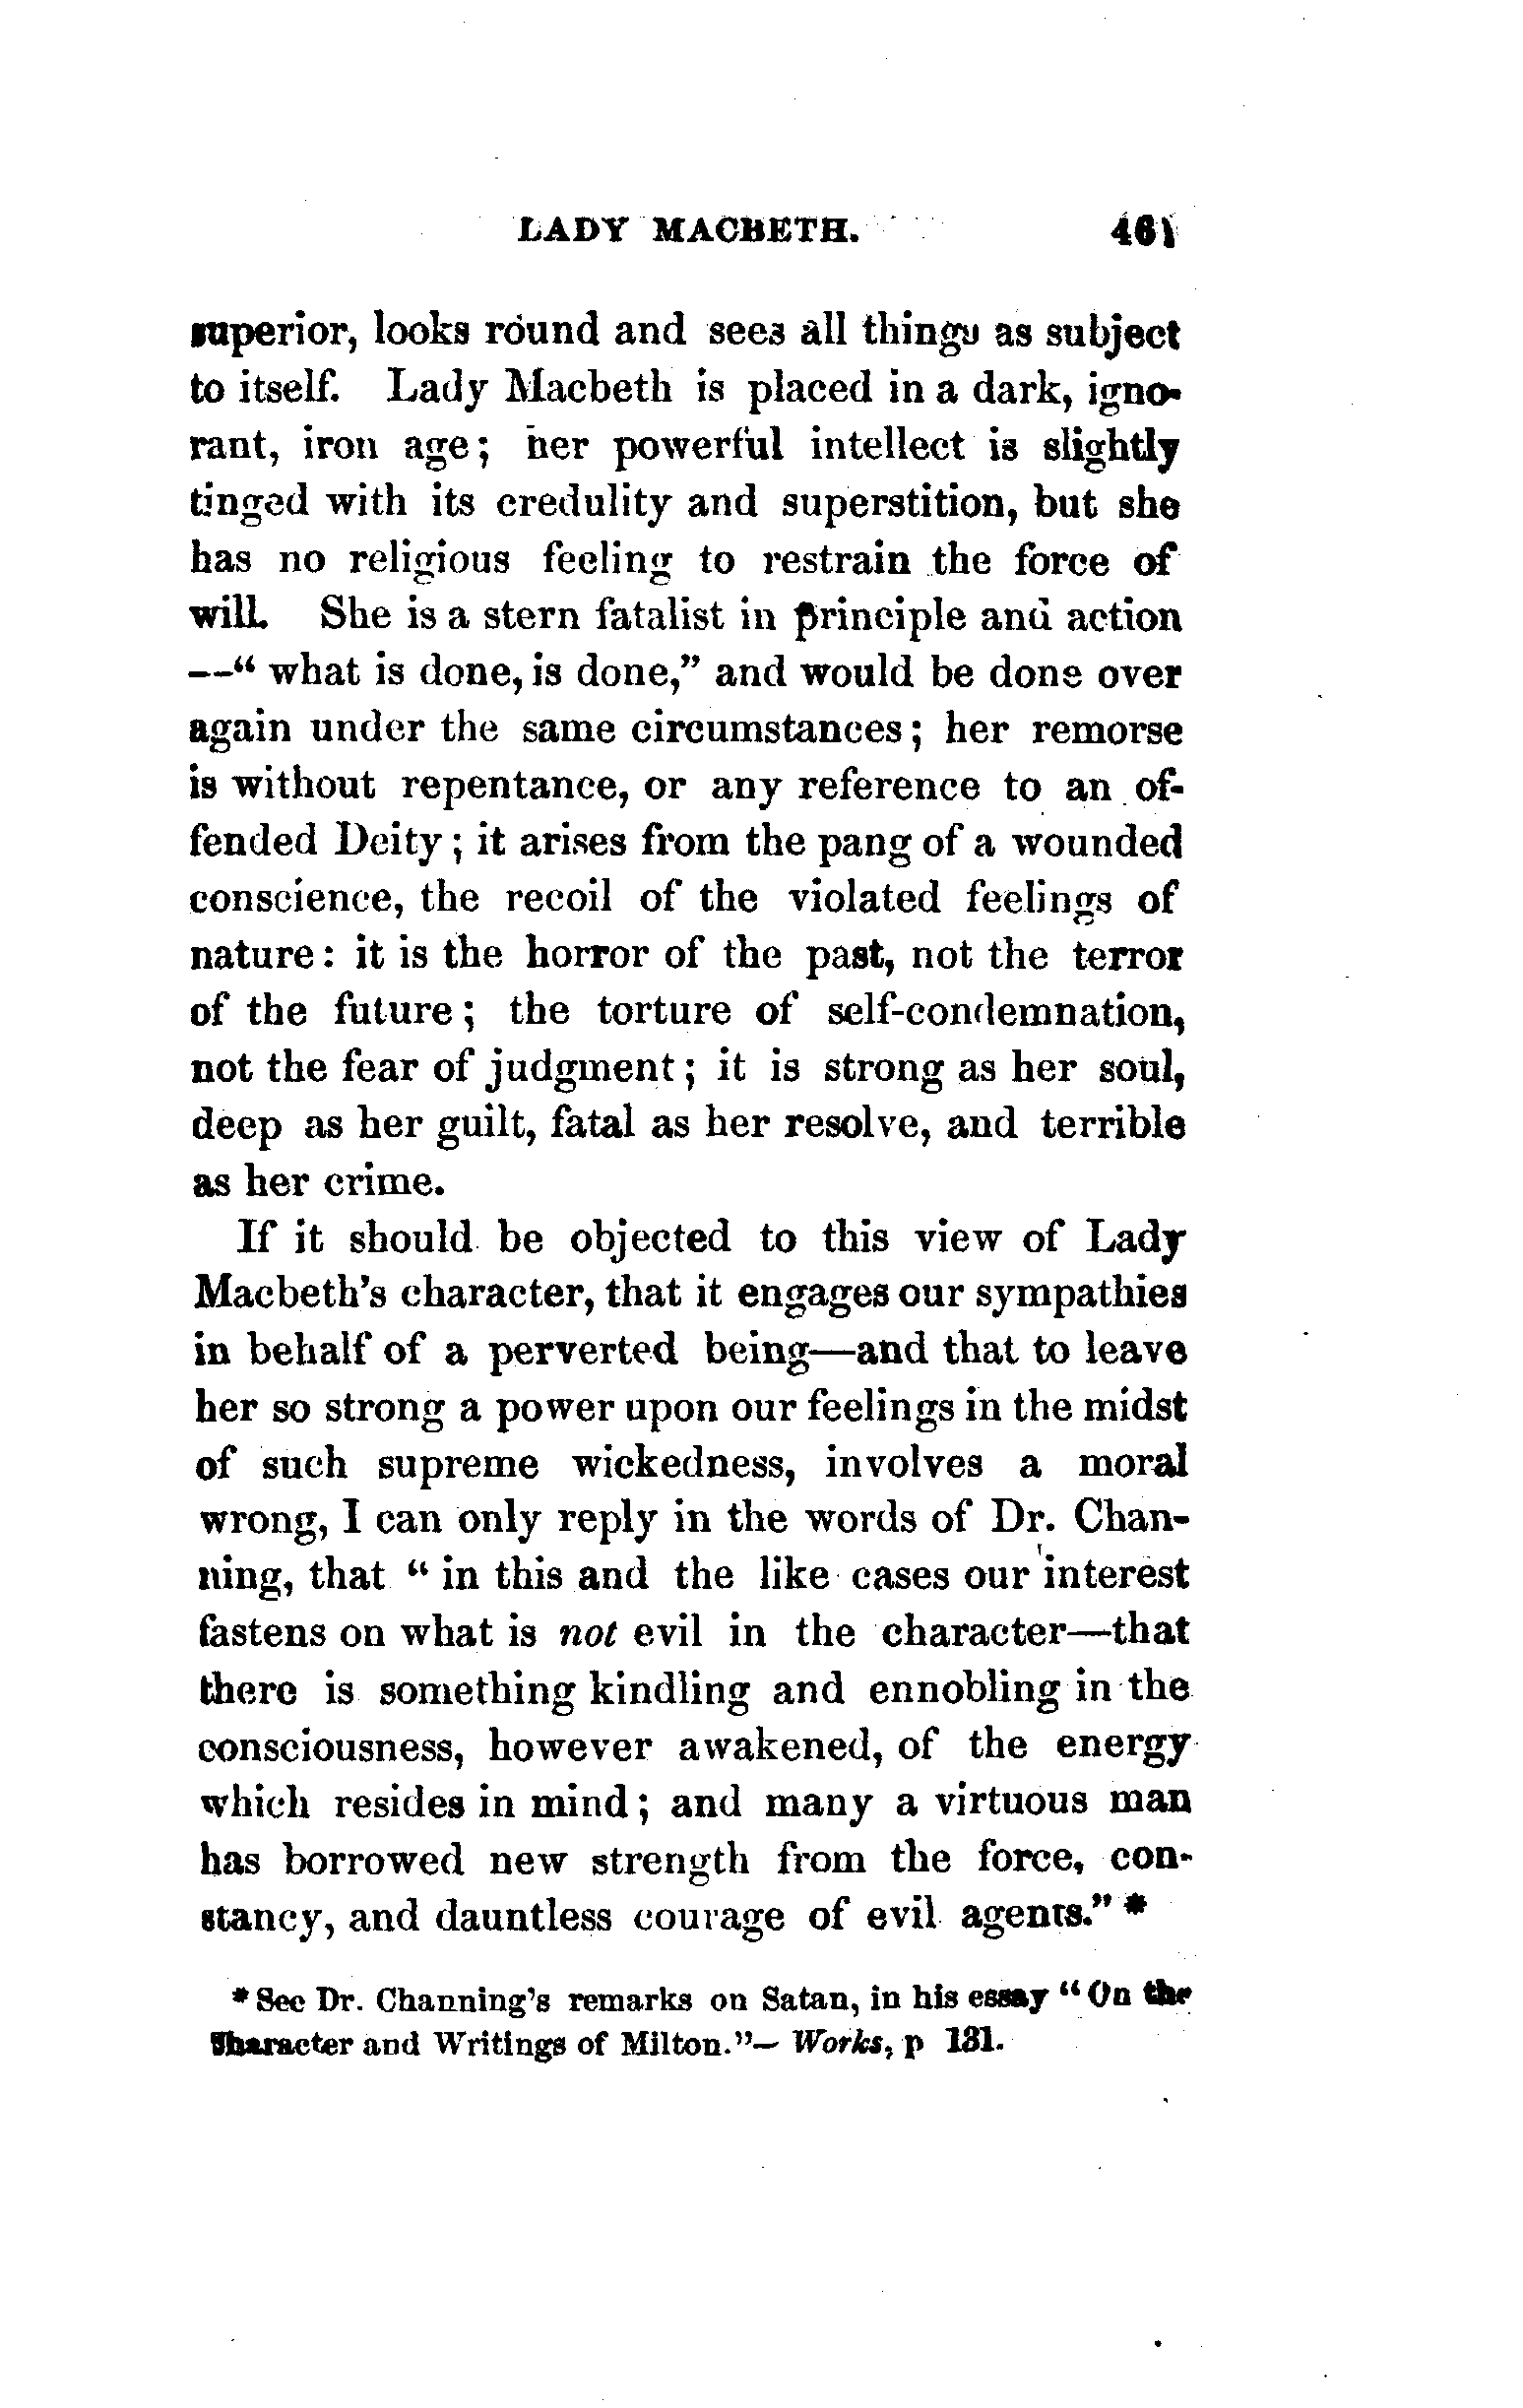 LADY MACBETH. 461
superior, looks round and sees all things as subject
to itself. Lady Macbeth is placed in a dark, igno-
rant, iron age; her powerful intellect is slightly
tinged with its credulity and superstition, but she
has no religious feeling to restrain the force of
will. She is a stern fatalist in principle and action
--“ what is done, is done,” and would be done over
again under the same circumstances; her remorse
is without repentance, or any reference to an of-
fended Deity; it arises from the pang of a wounded
conscience, the recoil of the violated feelings of
nature: it is the horror of the past, not the terror
of the future; the torture of self-condemnation,
not the fear of judgment; it is strong as her soul,
deep as her guilt, fatal as her resolve, and terrible
as her crime.
If it should be objected to this view of Lady
Macbeth's character, that it engages our sympathies
in behalf of a perverted being—and that to leave
her so strong a power upon our feelings in the midst
of such supreme wickedness, involves a moral
wrong, I can only reply in the words of Dr. Chan-
ning, that “ in this and the like cases our interest
fastens on what is not evil in the character—that
there is something kindling and ennobling in the
consciousness, however awakened, of the energy
which resides in mind; and many a virtuous man
has borrowed new strength from the force, con-
stancy, and dauntless courage of evil agents.” *
* See Dr. Channing's remarks on Satan, in his essay “ On the
Character and Writings of Milton.”— Works, p 131.